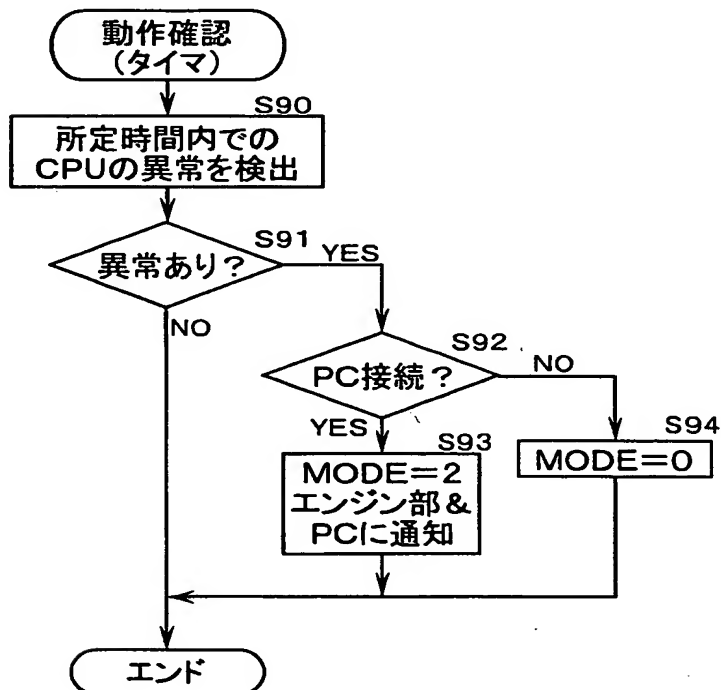 動作確認
(タイマ)
S90
所定時間内での
CPUの異常を検出
S91
異常あり?
YES
NO
S92
PC接続?
NO
YES
S93
S94
MODE=2
エンジン部&
PCに通知
MODE=0
エンド